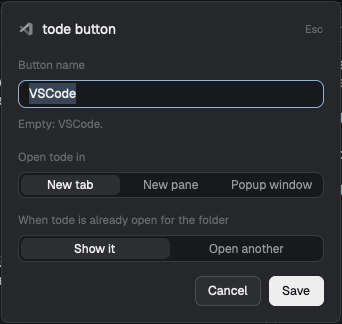 tode button
Esc
Button name
VSCode
Empty: VSCode.
Open tode in
New tab
New pane
Popup window
When tode is already open for the folder
Show it
Open another
Cancel
Save